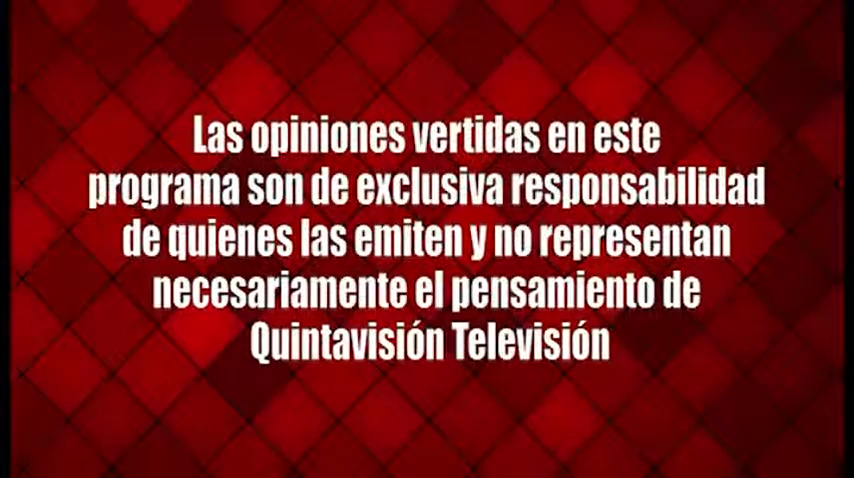 Las opiniones vertidas en este
programa son de exclusiva responsabilidad
de quienes las emiten y no representan
necesariamente el pensamiento de
Quintavisión Televisión